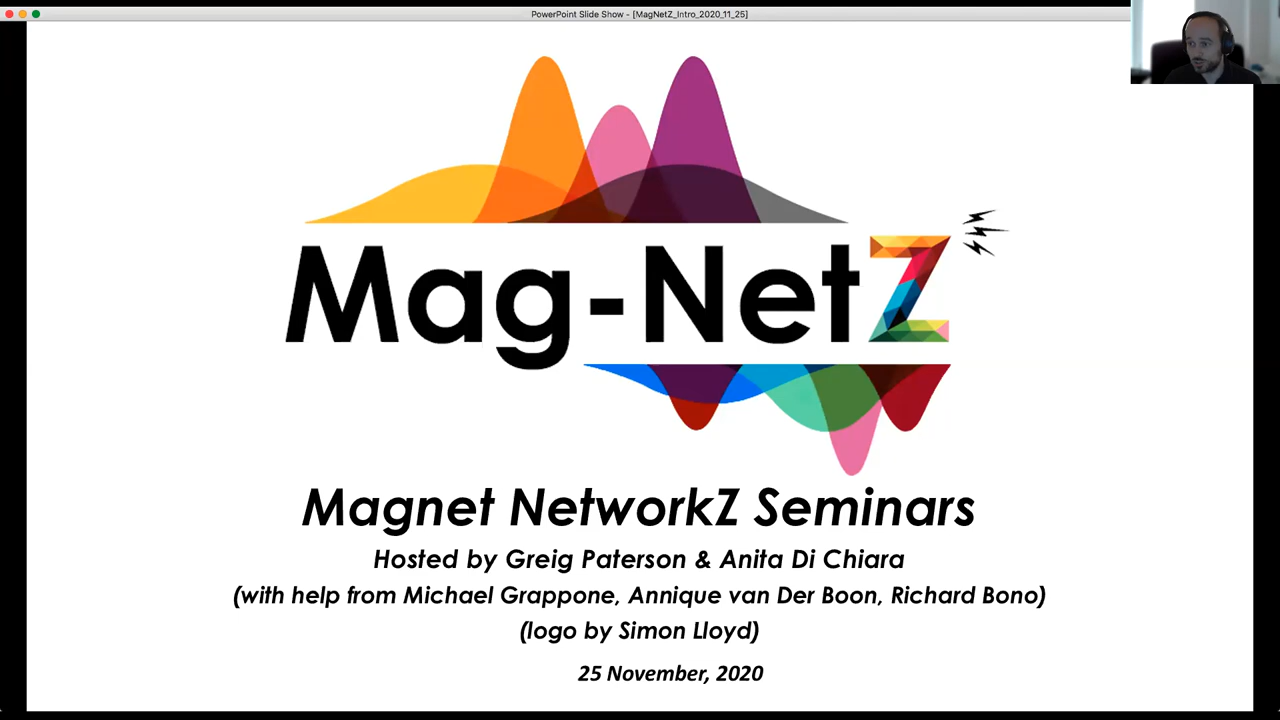 PowerPoint Slide Show - [MagNetZ_Intro_2020_11_25]
Mag-NetZ
Magnet NetworkZ Seminars
Hosted by Greig Paterson & Anita Di Chiara
(with help from Michael Grappone, Annique van Der Boon, Richard Bono)
(logo by Simon Lloyd)
25 November, 2020